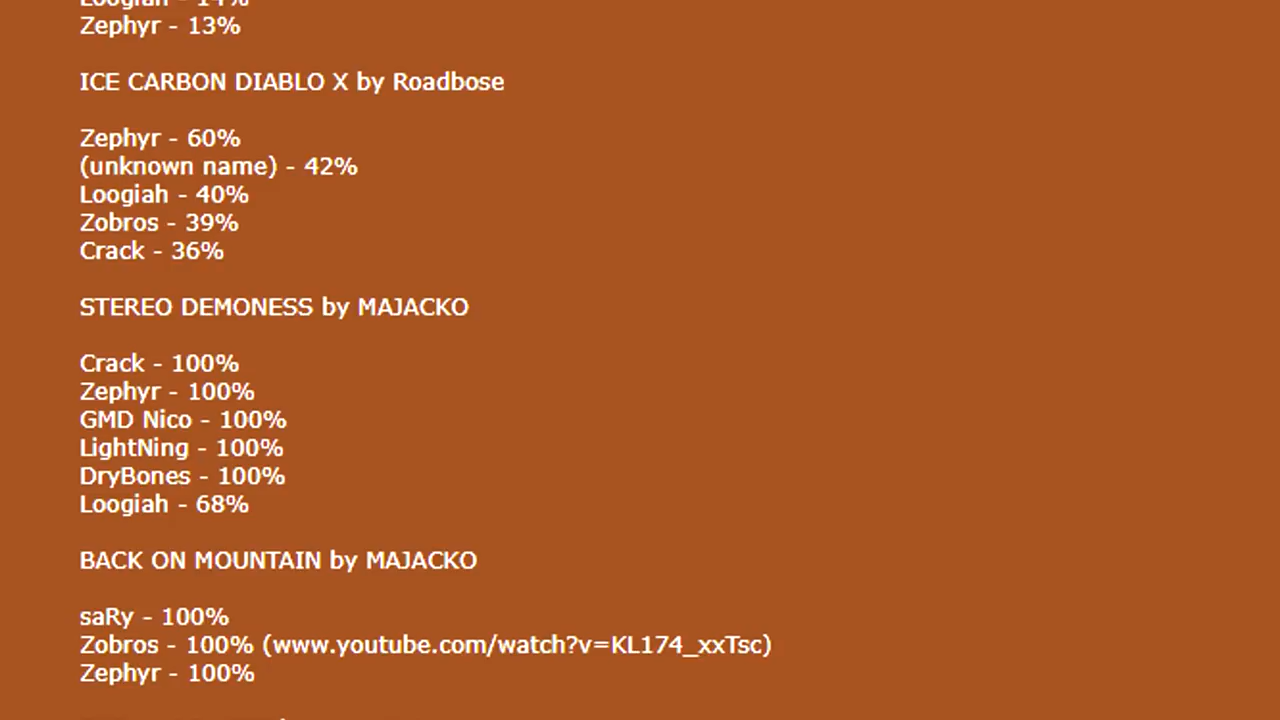 Loogiah - 14%
Zephyr - 13%
ICE CARBON DIABLO X by Roadbose
Zephyr - 60%
(unknown name) - 42%
Loogiah - 40%
Zobros - 39%
Crack - 36%
STEREO DEMONESS by MAJACKO
Crack - 100%
Zephyr - 100%
GMD Nico - 100%
LightNing - 100%
DryBones - 100%
Loogiah - 68%
BACK ON MOUNTAIN by MAJACKO
saRy - 100%
Zobros - 100% (www.youtube.com/watch?v=KL174_xxTsc)
Zephyr - 100%